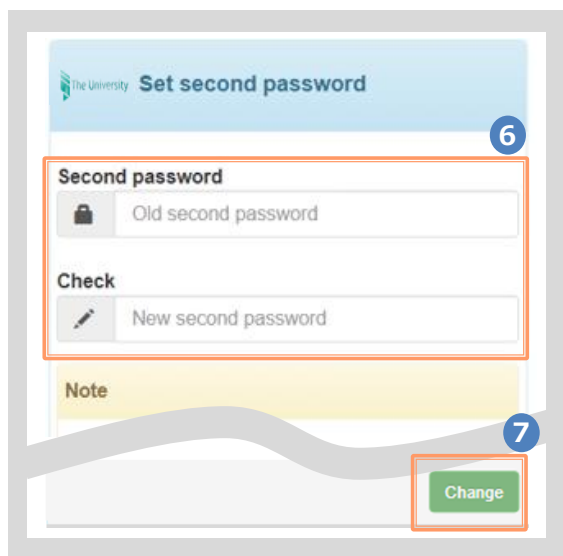 The University Set second password
6
Second password
Old second password
Check
New second password
Note
7
Change